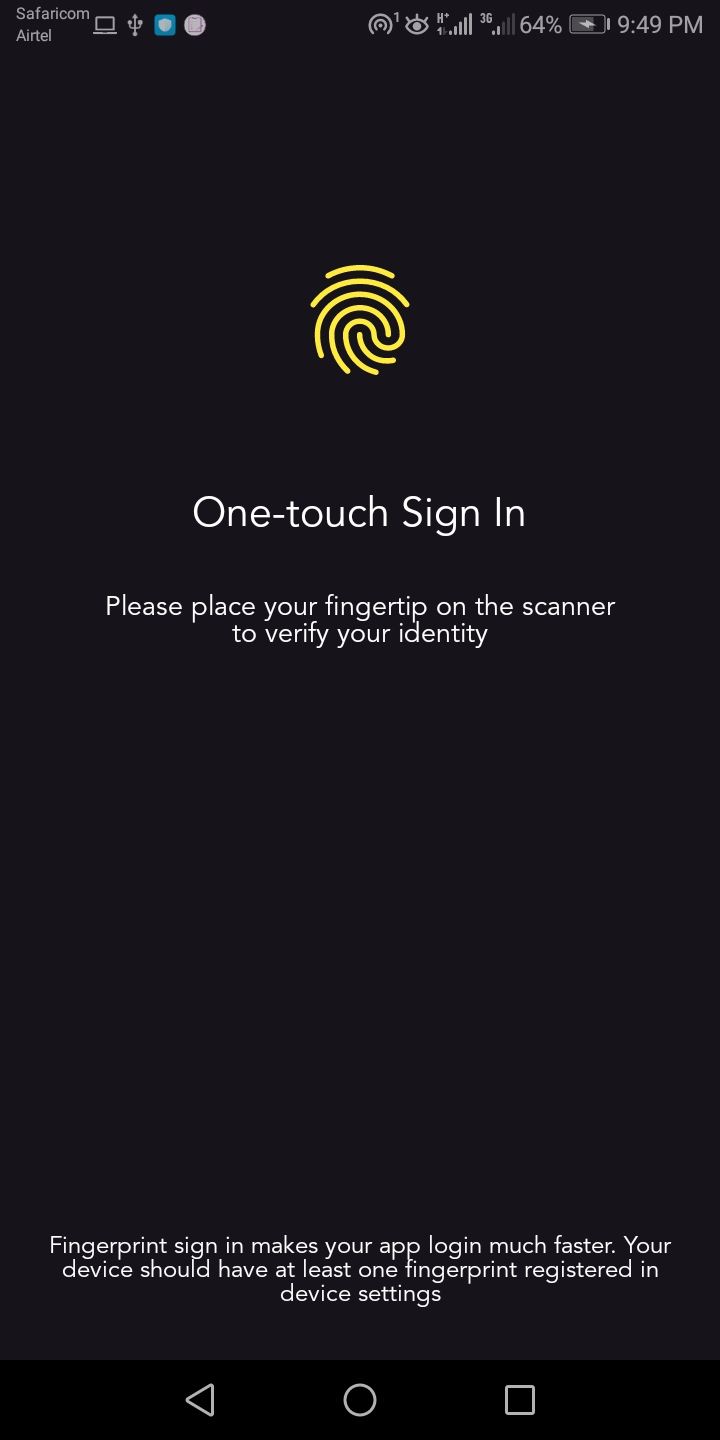 Safaricom
Airtel
1 H+ 3G 64% 9:49 PM
One-touch Sign In
Please place your fingertip on the scanner
to verify your identity
Fingerprint sign in makes your app login much faster. Your
device should have at least one fingerprint registered in
device settings